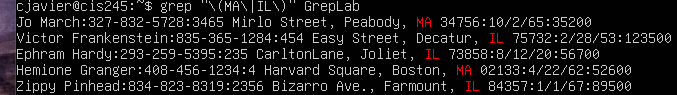 cjavier@cis245:~$ grep "\(MA\|IL\)" GrepLab
Jo March:327-832-5728:3465 Mirlo Street, Peabody, MA 34756:10/2/65:35200
Victor Frankenstein:835-365-1284:454 Easy Street, Decatur, IL 75732:2/28/53:123500
Ephram Hardy:293-259-5395:235 CarltonLane, Joliet, IL 73858:8/12/20:56700
Hemione Granger:408-456-1234:4 Harvard Square, Boston, MA 02133:4/22/62:52600
Zippy Pinhead:834-823-8319:2356 Bizarro Ave., Farmount, IL 84357:1/1/67:89500